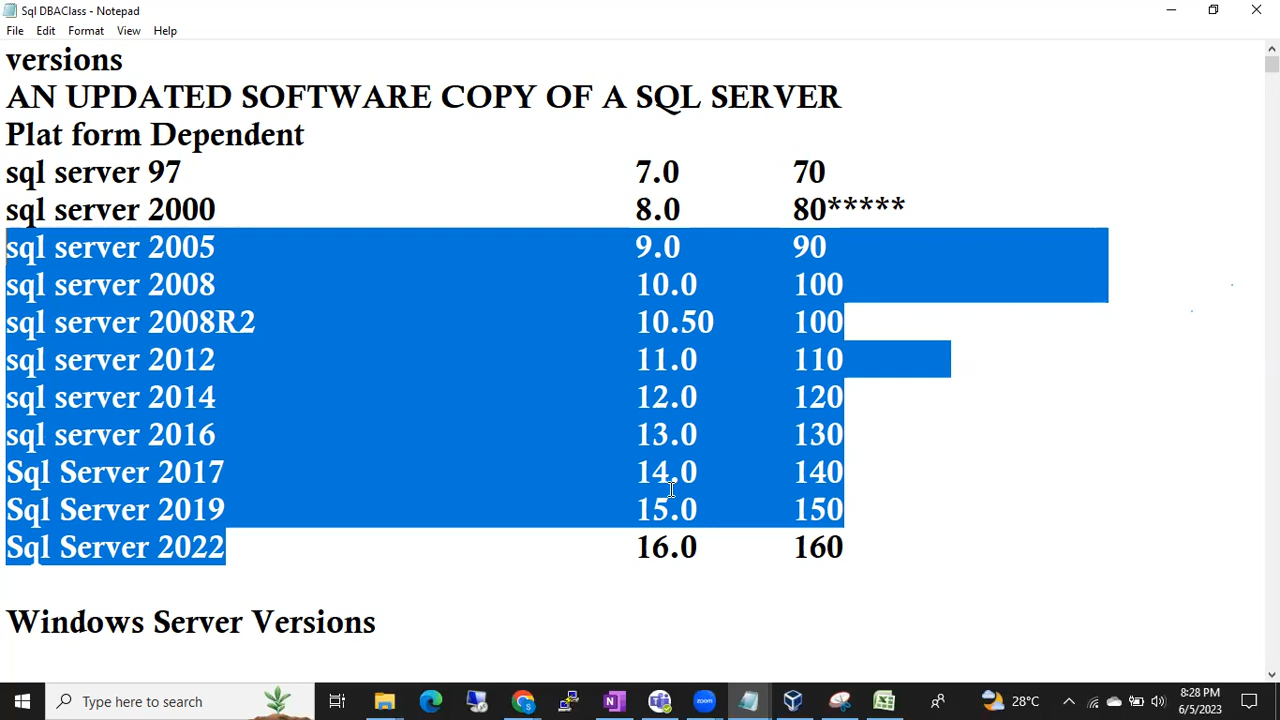 Sql DBAClass - Notepad
File Edit Format View Help
versions
AN UPDATED SOFTWARE COPY OF A SQL SERVER
Plat form Dependent
sql server 97 7.0 70
sql server 2000 8.0 80*****
sql server 2005 9.0 90
sql server 2008 10.0 100
sql server 2008R2 10.50 100
sql server 2012 11.0 110
sql server 2014 12.0 120
sql server 2016 13.0 130
Sql Server 2017 14.0 140
Sql Server 2019 15.0 150
Sql Server 2022 16.0 160
Windows Server Versions
Type here to search
zoom
28°C
8:28 PM
6/5/2023